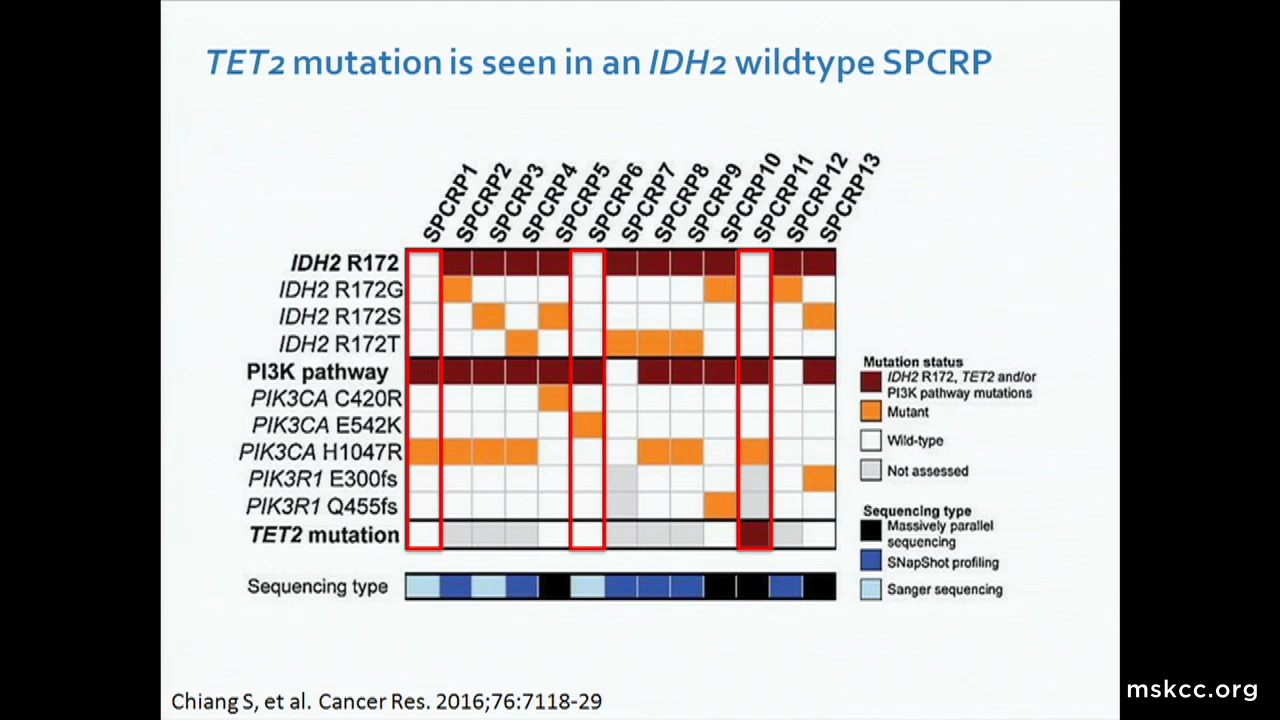 TET2 mutation is seen in an IDH2 wildtype SPCRP
SPCRP1
SPCRP2
SPCRP3
SPCRP4
SPCRP5
SPCRP6
SPCRP7
SPCRP8
SPCRP9
SPCRP10
SPCRP11
SPCRP12
SPCRP13
IDH2 R172
IDH2 R172G
IDH2 R172S
IDH2 R172T
PI3K pathway
PIK3CA C420R
PIK3CA E542K
PIK3CA H1047R
PIK3R1 E300fs
PIK3R1 Q455fs
TET2 mutation
Sequencing type
Mutation status
IDH2 R172, TET2 and/or
PI3K pathway mutations
Mutant
Wild-type
Not assessed
Sequencing type
Massively parallel
sequencing
SNapShot profiling
Sanger sequencing
Chiang S, et al. Cancer Res. 2016;76:7118-29
mskcc.org